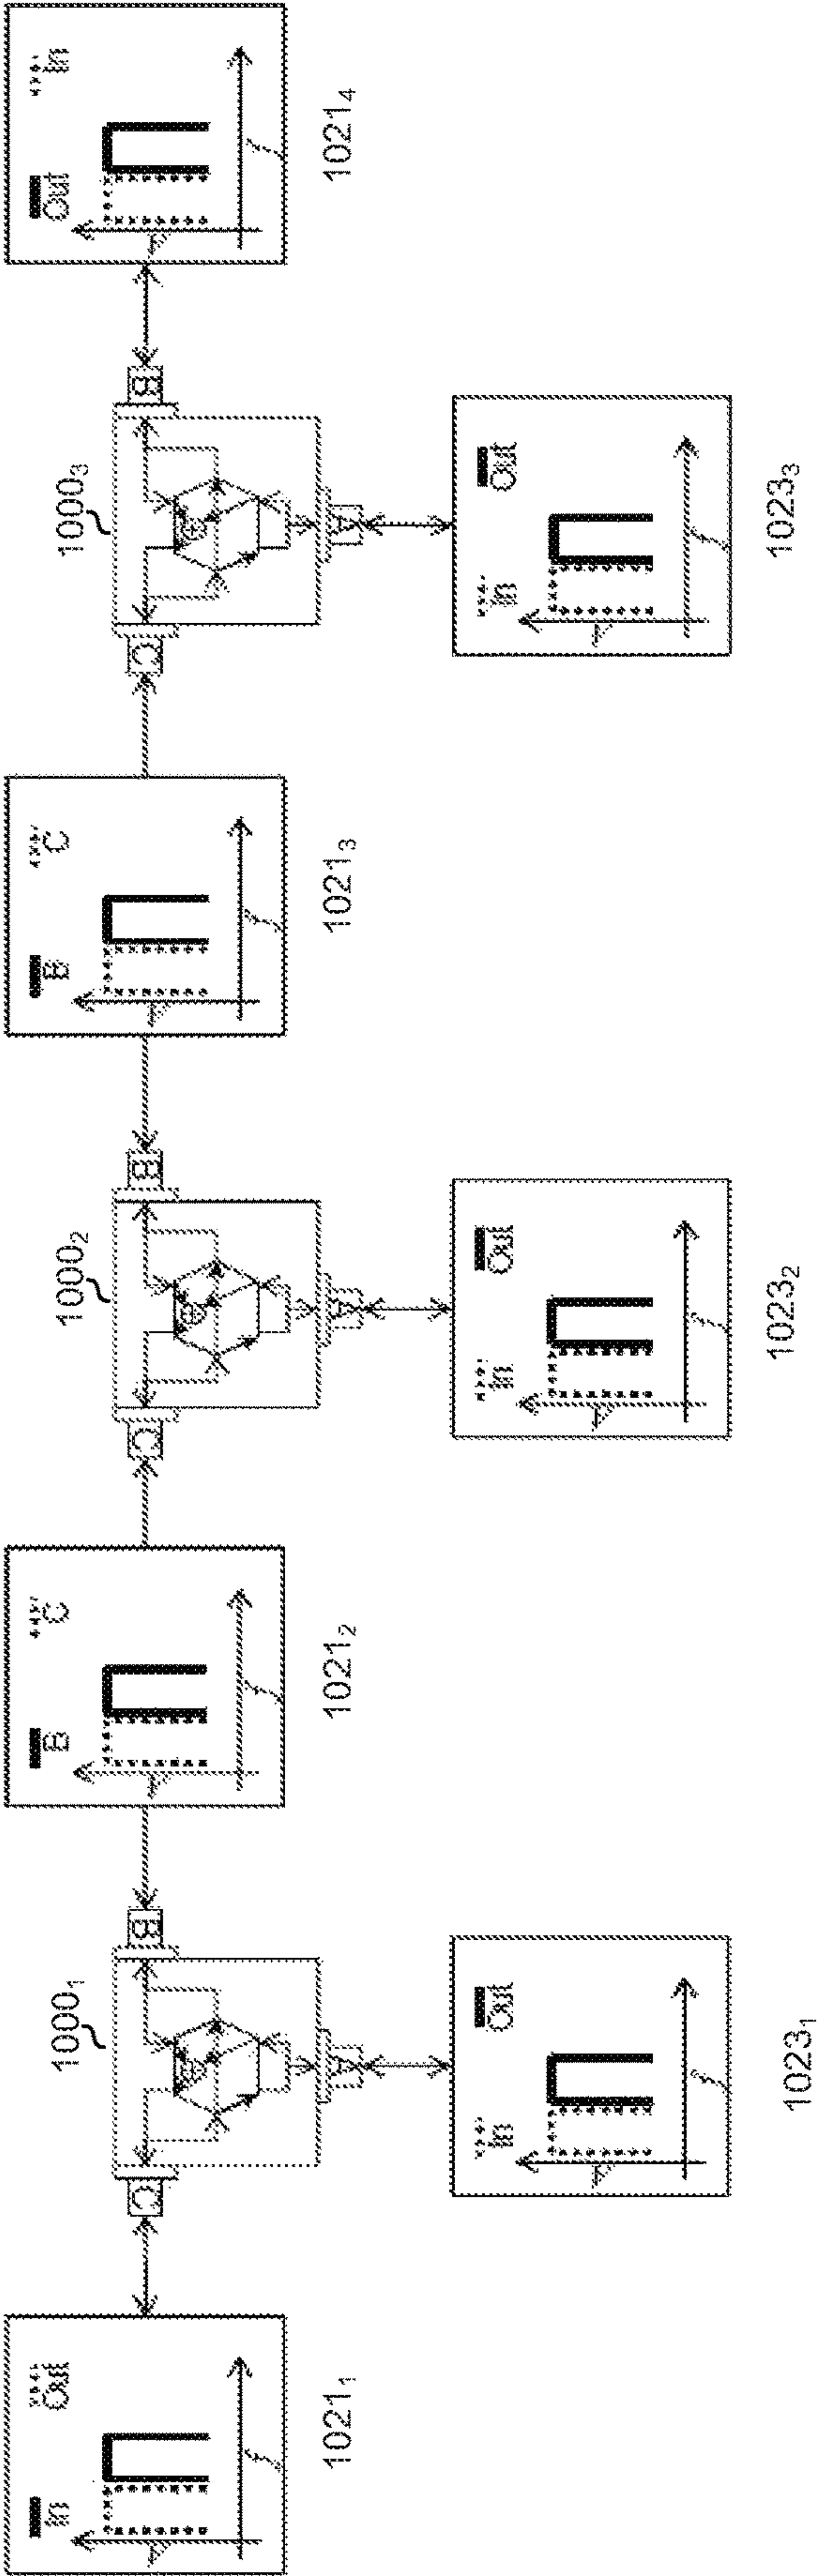 In Out
1021₁
1000₁
C
B
A
In Out
1023₁
B C
1021₂
1000₂
C
B
A
In Out
1023₂
B C
1021₃
1000₃
C
B
A
In Out
1023₃
Out In
1021₄